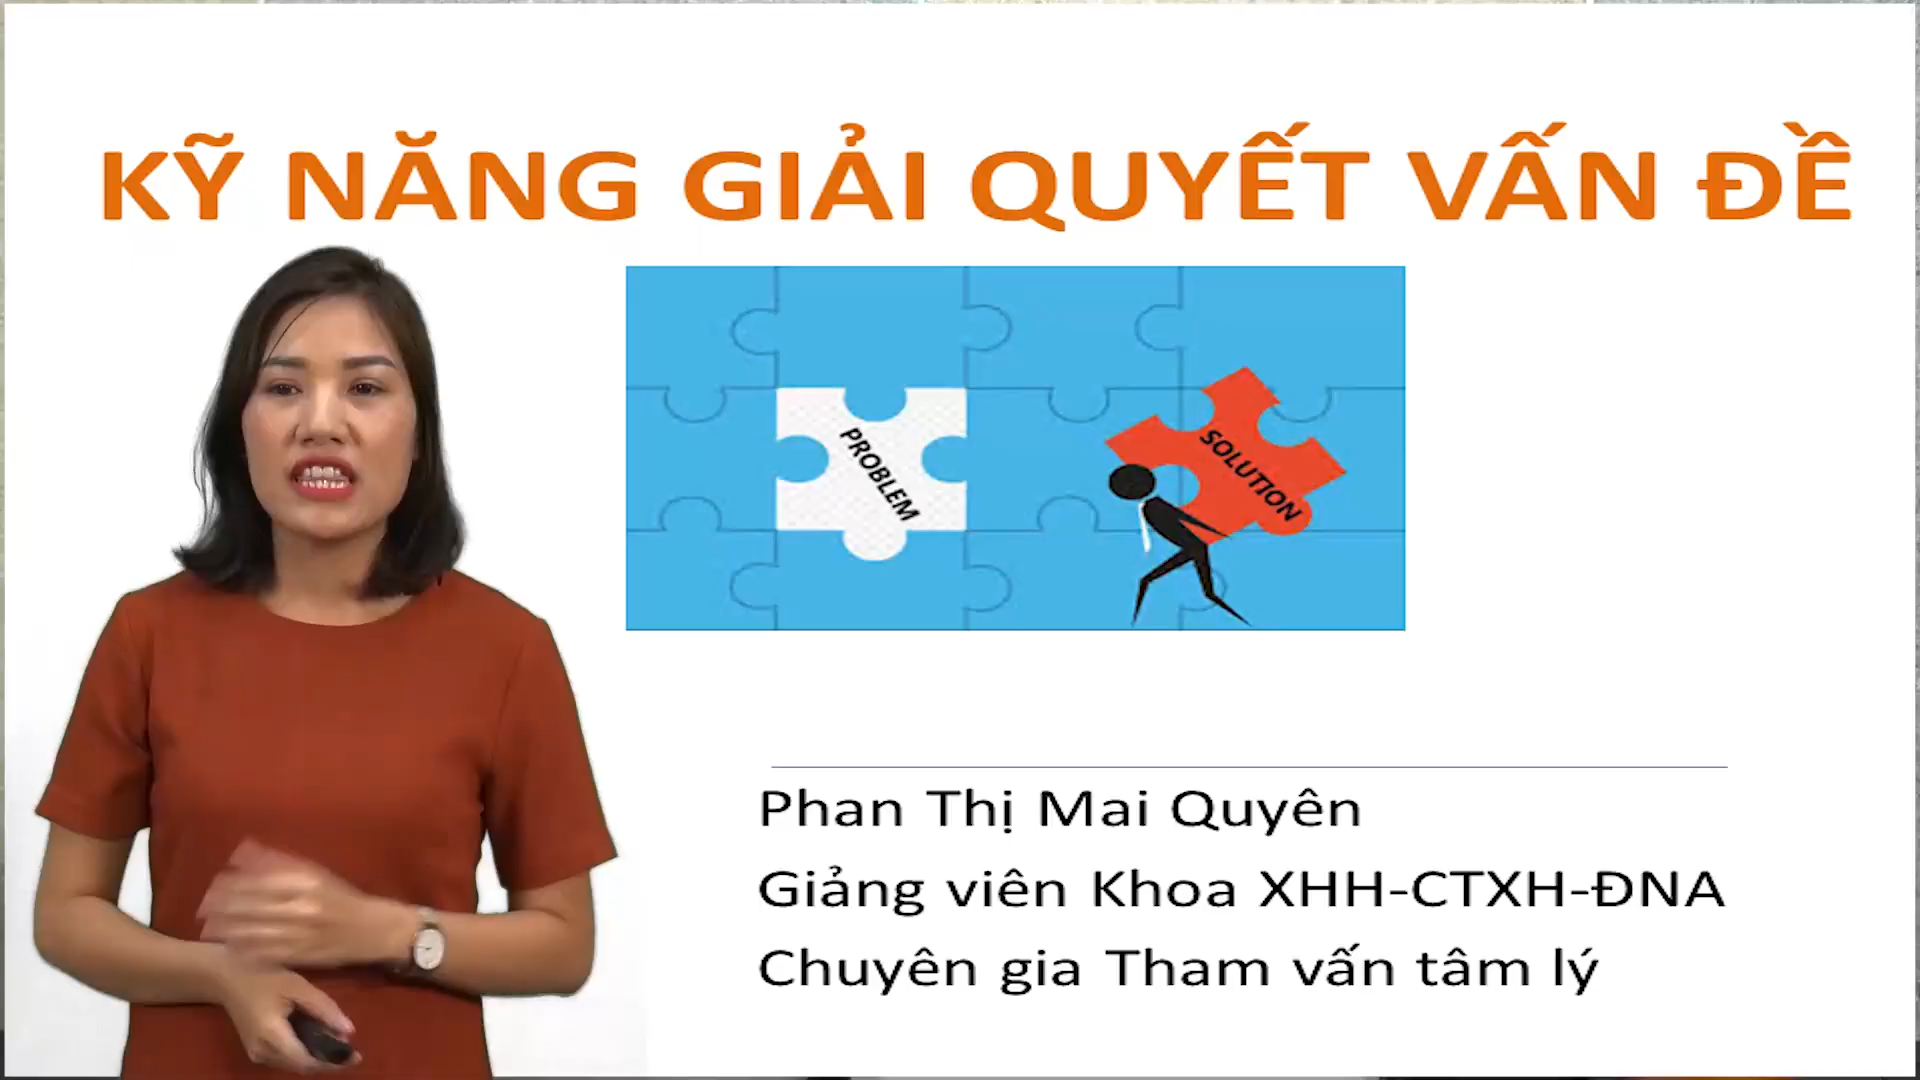 KỸ NĂNG GIẢI QUYẾT VẤN ĐỀ
PROBLEM
SOLUTION
Phan Thị Mai Quyên
Giảng viên Khoa XHH-CTXH-ĐNA
Chuyên gia Tham vấn tâm lý